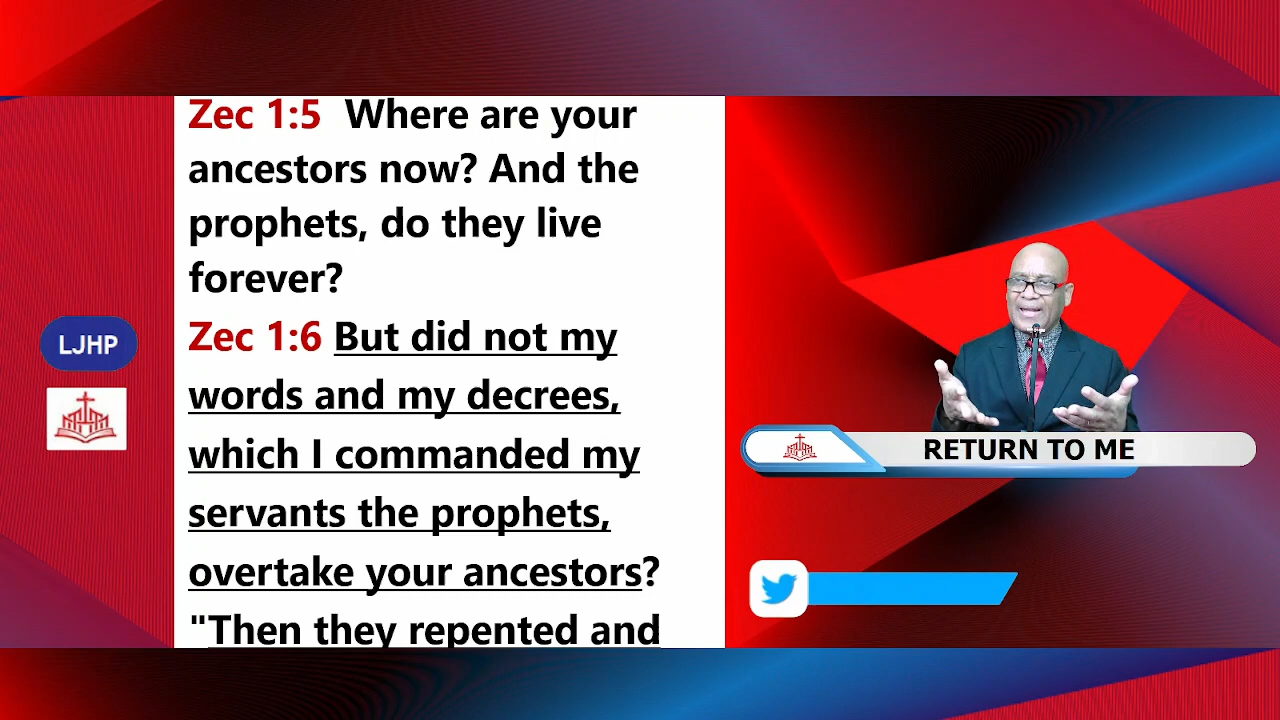 Zec 1:5 Where are your
ancestors now? And the
prophets, do they live
forever?
Zec 1:6 But did not my
words and my decrees,
which I commanded my
servants the prophets,
overtake your ancestors?
"Then they repented and
LJHP
RETURN TO ME